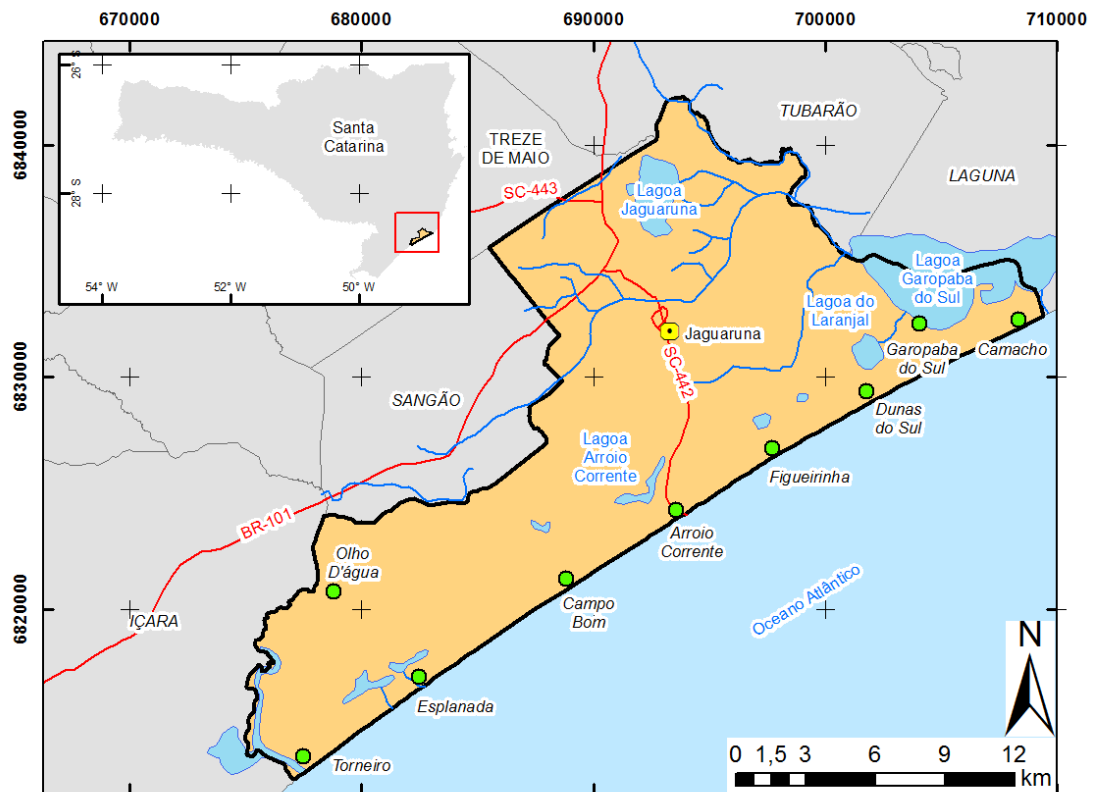 670000
680000
690000
700000
710000
6840000
6830000
6820000
26° S
28° S
54° W
52° W
50° W
Santa
Catarina
TREZE
DE MAIO
TUBARÃO
LAGUNA
SC-443
Lagoa
Jaguaruna
Lagoa
Garopaba
do Sul
Lagoa do
Laranjal
Jaguaruna
SC-442
Garopaba
do Sul
Camacho
SANGÃO
Dunas
do Sul
Lagoa
Arroio
Corrente
Figueirinha
BR-101
Arroio
Corrente
Olho
D'água
Campo
Bom
Oceano Atlântico
IÇARA
Esplanada
Torneiro
N
0 1,5 3 6 9 12
km